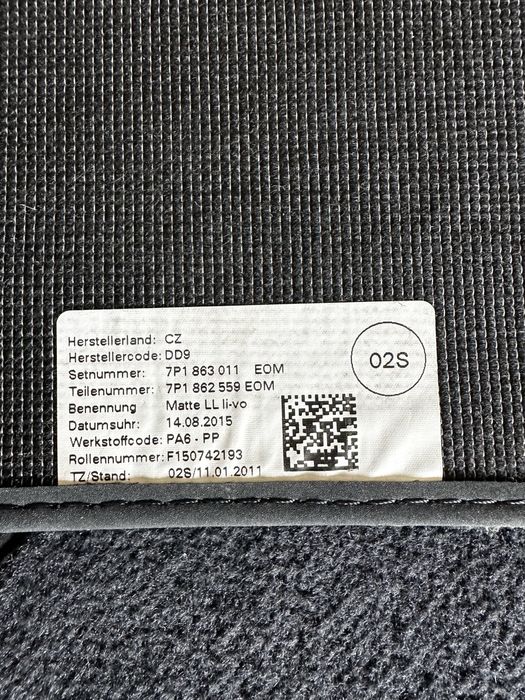 Herstellerland: CZ
Herstellercode: DD9
Setnummer: 7P1 863 011 EOM
Teilenummer: 7P1 862 559 EOM
Benennung Matte LL li-vo
Datumsuhr: 14.08.2015
Werkstoffcode: PA6 - PP
Rollennummer: F150742193
TZ/Stand: 02S/11.01.2011
02S